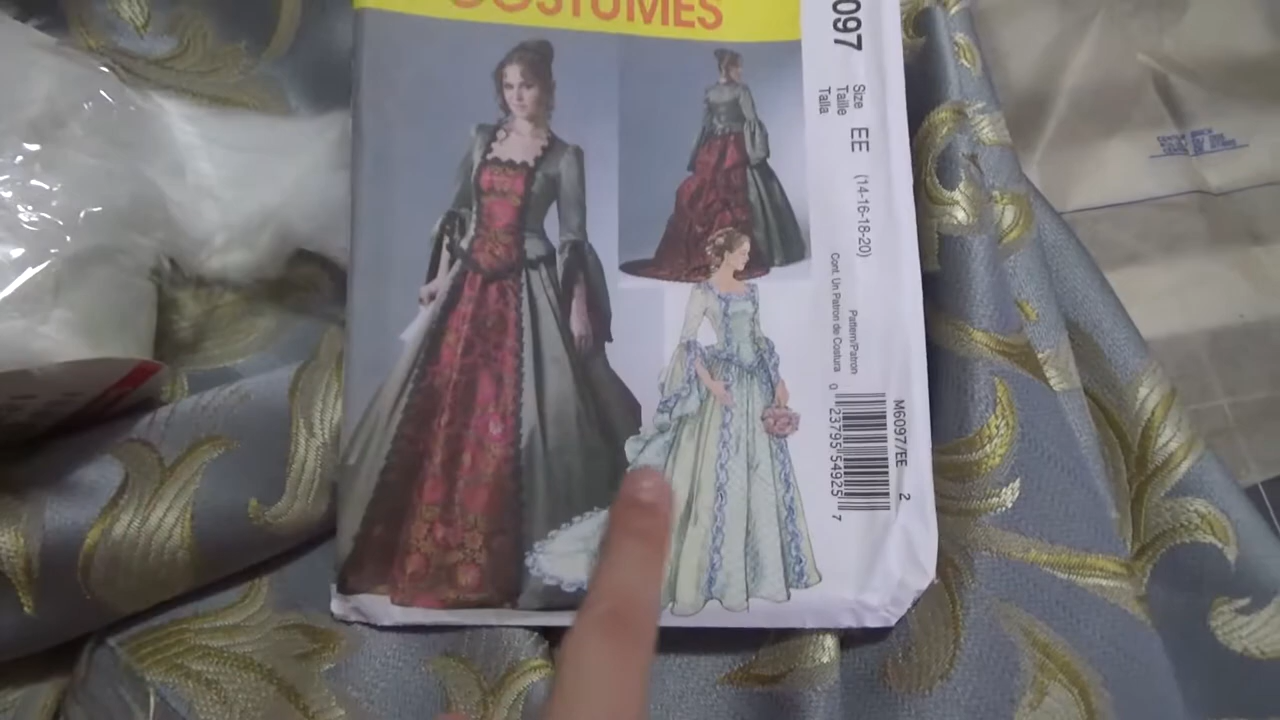 COSTUMES
097
Size
Taille
Talla
EE
(14-16-18-20)
Pattern/Patron
Cont. Un Patron de Costura
M6097/EE
2
0 23795 54925 7